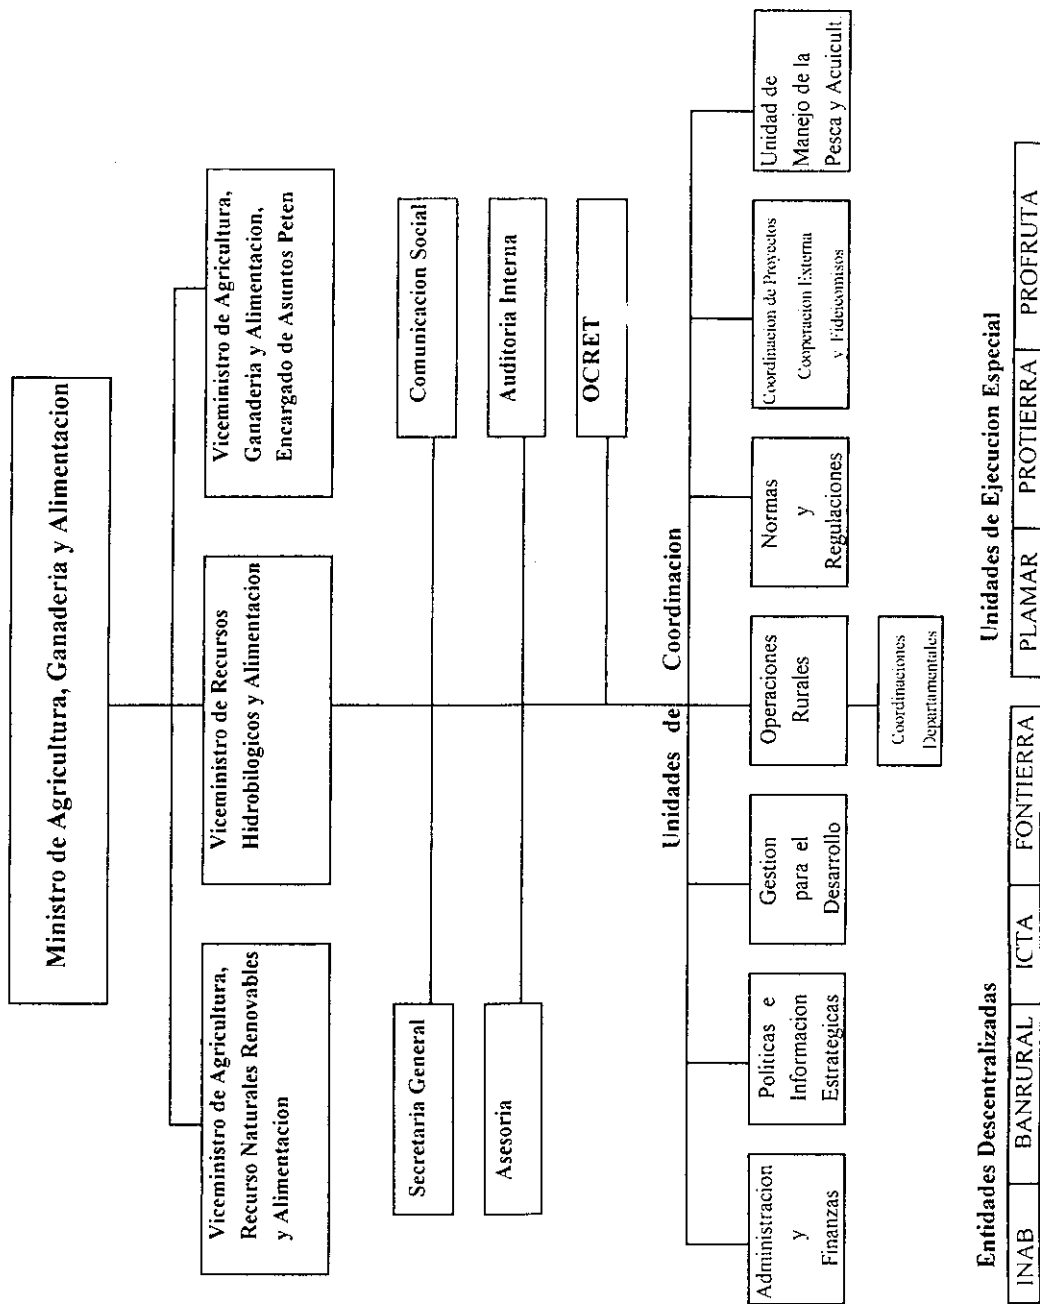 Ministro de Agricultura, Ganaderia y Alimentacion
Viceministro de Agricultura,
Recurso Naturales Renovables
y Alimentacion
Viceministro de Recursos
Hidrobilogicos y Alimentacion
Viceministro de Agricultura,
Ganaderia y Alimentacion,
Encargado de Asuntos Peten
Secretaria General
Comunicacion Social
Asesoria
Auditoria Interna
OCRET
Unidades de Coordinacion
Administracion
y
Finanzas
Politicas e
Informacion
Estrategicas
Gestion
para el
Desarrollo
Operaciones
Rurales
Normas
y
Regulaciones
Coordinacion de Proyectos
Cooperacion Externa
y Fideicomisos
Unidad de
Manejo de la
Pesca y Acuicult.
Coordinaciones
Departamentales
Entidades Descentralizadas
INAB
BANRURAL
ICTA
FONTIERRA
Unidades de Ejecucion Especial
PLAMAR
PROTIERRA
PROFRUTA